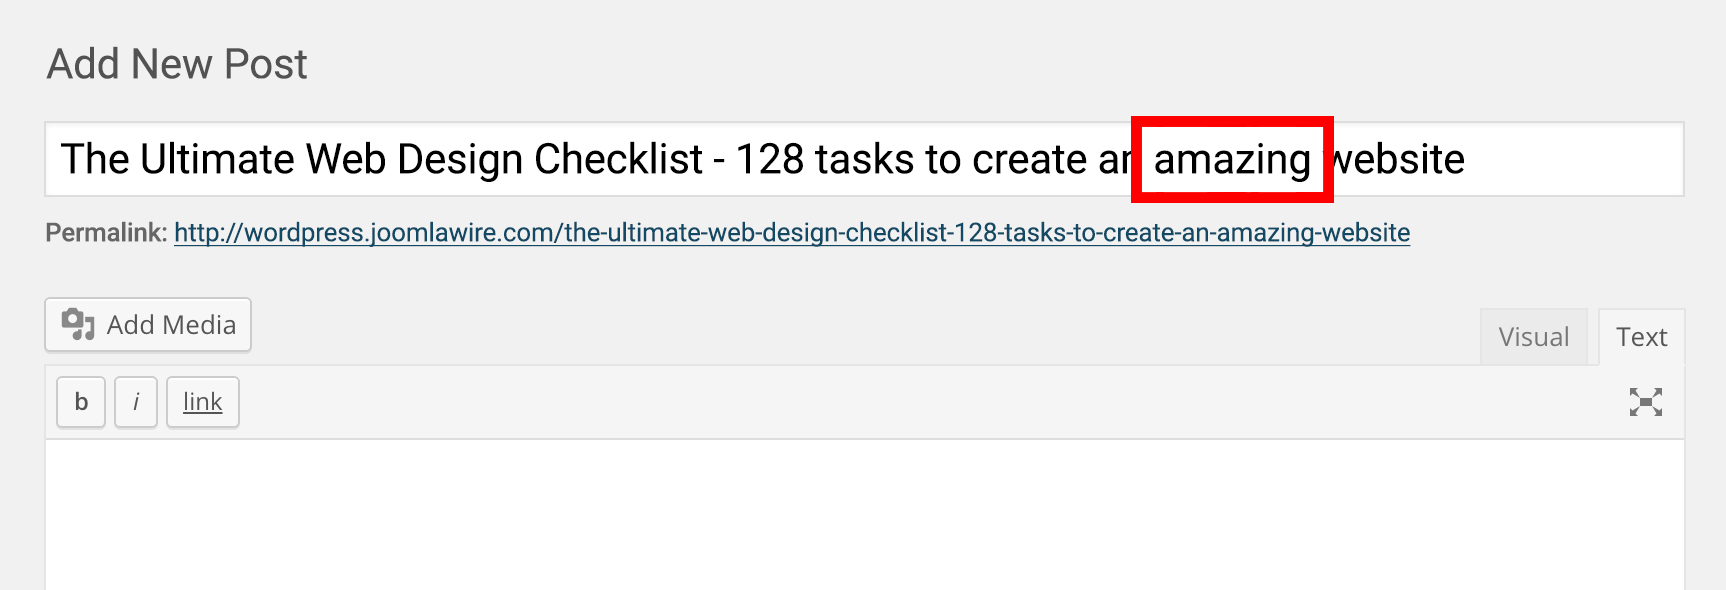 Add New Post
The Ultimate Web Design Checklist - 128 tasks to create an amazing website
Permalink: http://wordpress.joomlawire.com/the-ultimate-web-design-checklist-128-tasks-to-create-an-amazing-website
Add Media
Visual Text
b i link